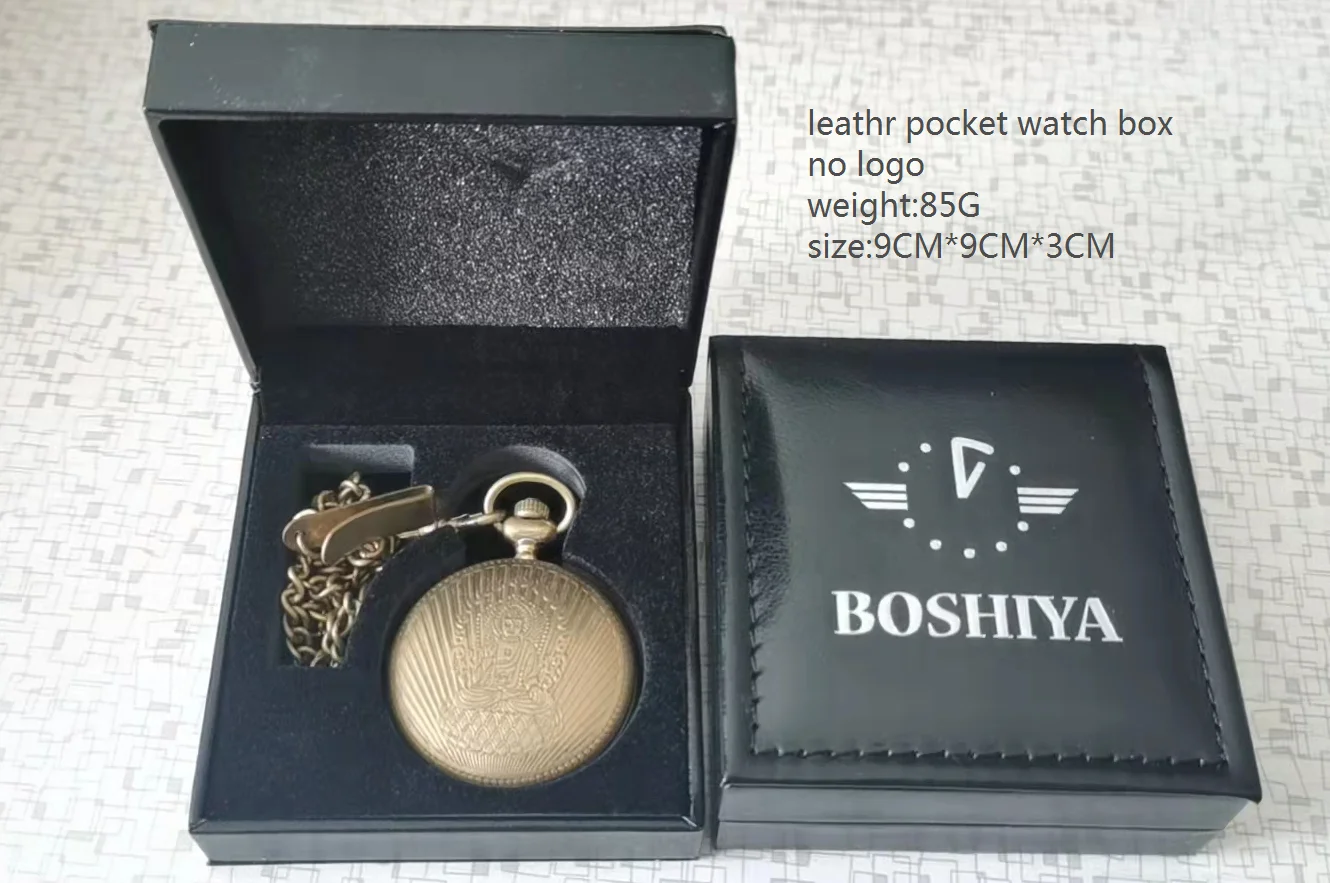 leathr pocket watch box
no logo
weight:85G
size:9CM*9CM*3CM
BOSHIYA